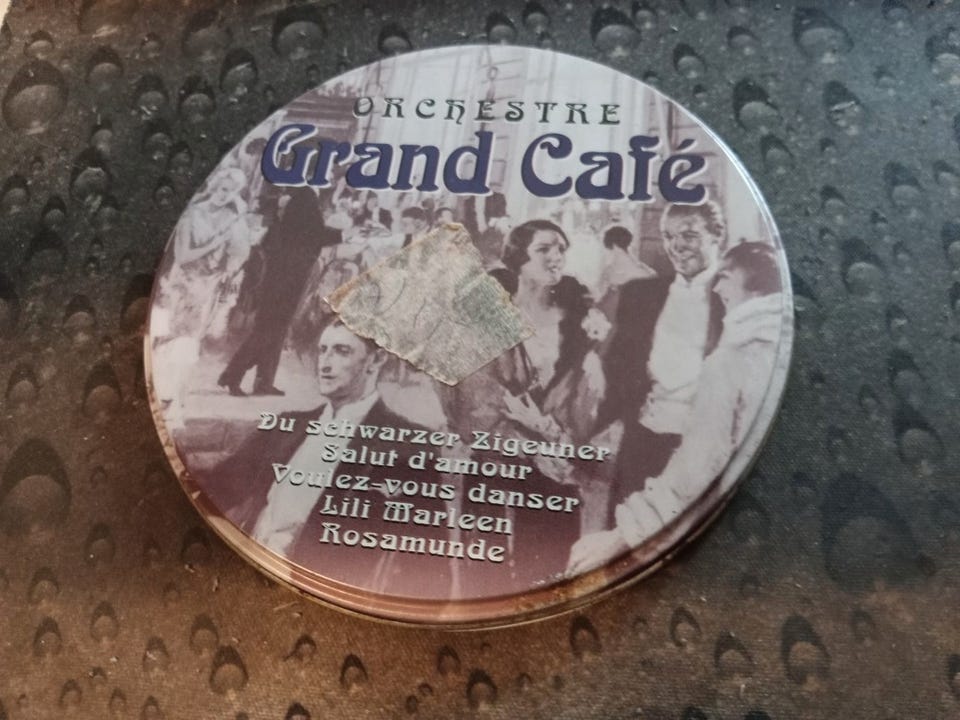 ORCHESTRE
Grand Café
Du schwarzer Zigeuner
Salut d'amour
Voulez-vous danser
Lili Marleen
Rosamunde